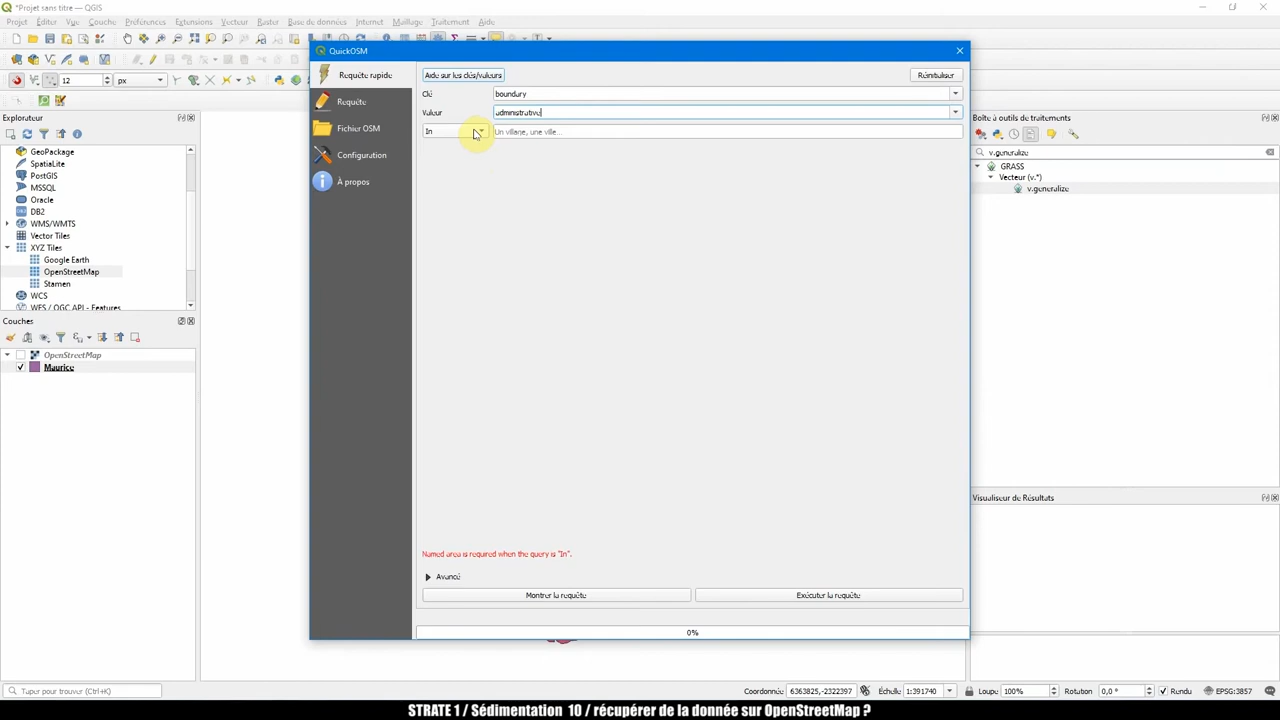 *Projet sans titre — QGIS
Projet Éditer Vue Couche Préférences Extensions Vecteur Raster Base de données Internet Maillage Traitement Aide
12 px
Explorateur
GeoPackage
SpatiaLite
PostGIS
MSSQL
Oracle
DB2
WMS/WMTS
Vector Tiles
XYZ Tiles
Google Earth
OpenStreetMap
Stamen
WCS
WFS / OGC API - Features
Couches
OpenStreetMap
Maurice
QuickOSM
Requête rapide
Requête
Fichier OSM
Configuration
À propos
Aide sur les clés/valeurs
Réinitialiser
Clé boundary
Valeur administrative
In Un village, une ville...
Named area is required when the query is "In".
Avancé
Montrer la requête
Exécuter la requête
0%
Boîte à outils de traitements
v.generalize
GRASS
Vecteur (v.*)
v.generalize
Visualiseur de Résultats
Taper pour trouver (Ctrl+K)
Coordonnée 6363825,-2322397 Échelle 1:391740 Loupe 100% Rotation 0,0 ° Rendu EPSG:3857
STRATE 1 / Sédimentation 10 / récupérer de la donnée sur OpenStreetMap ?